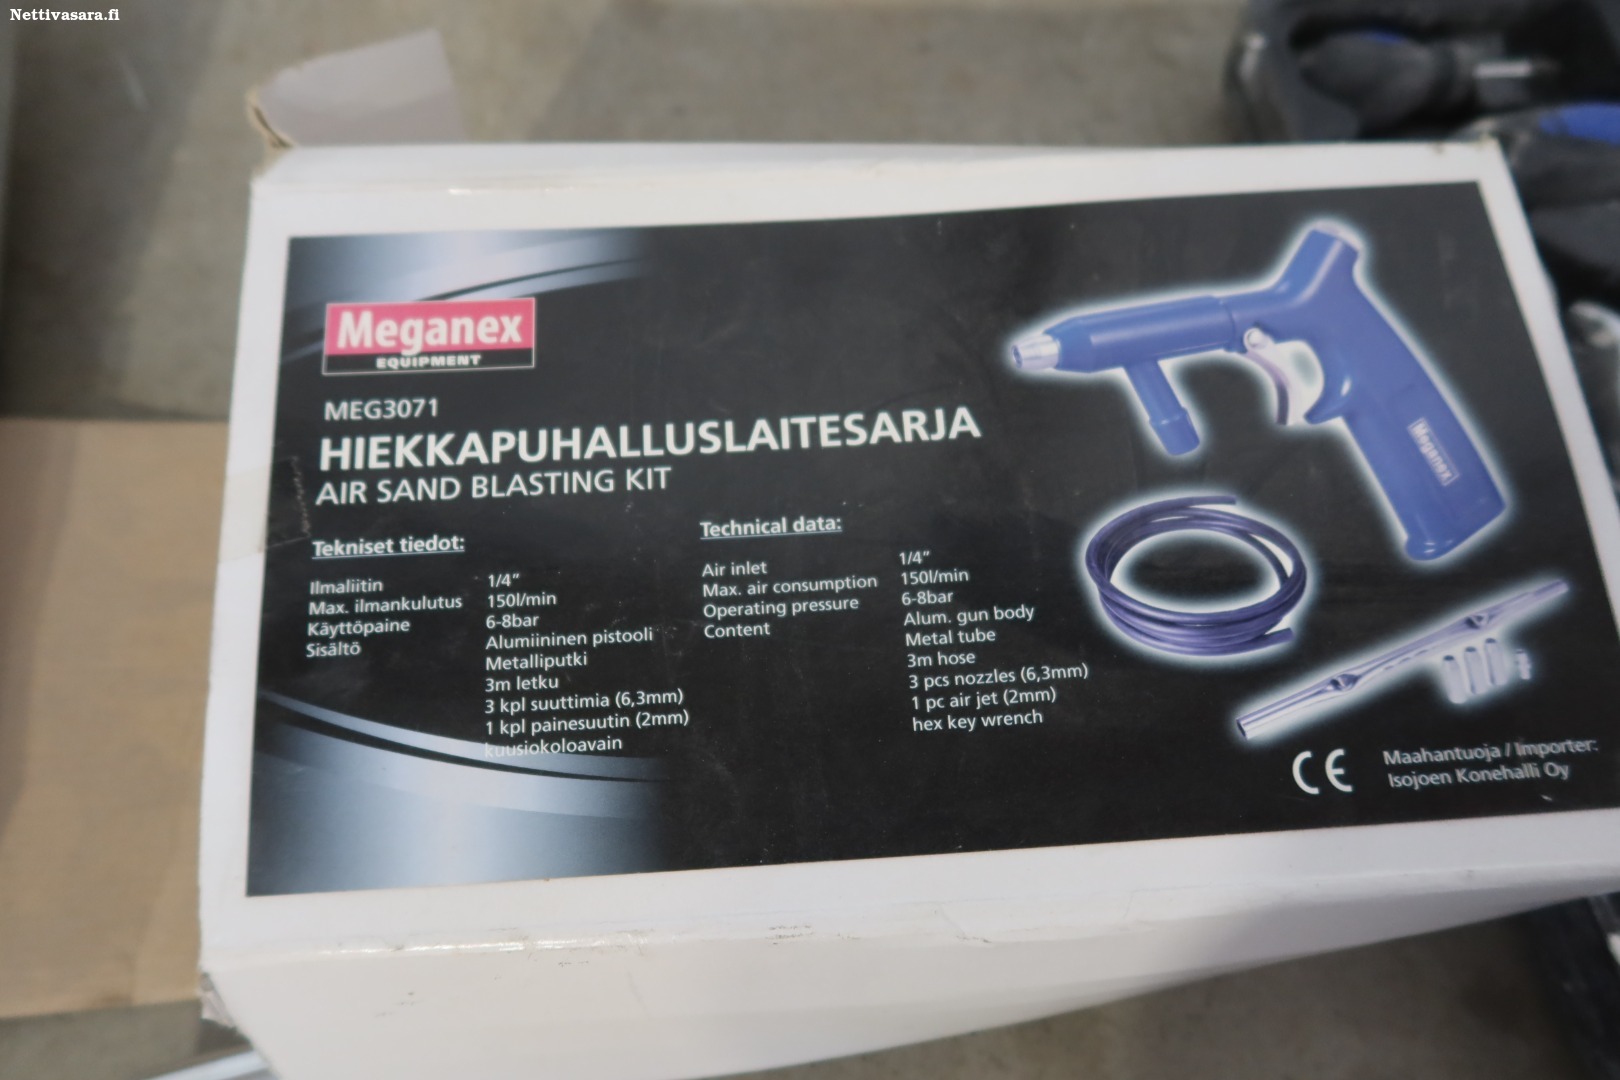 Nettivasara.fi
Meganex
EQUIPMENT
MEG3071
HIEKKAPUHALLUSLAITESARJA
AIR SAND BLASTING KIT
Tekniset tiedot:
Ilmaliitin 1/4"
Max. ilmankulutus 150l/min
Käyttöpaine 6-8bar
Sisältö Alumiininen pistooli
Metalliputki
3m letku
3 kpl suuttimia (6,3mm)
1 kpl painesuutin (2mm)
kuusiokoloavain
Technical data:
Air inlet 1/4"
Max. air consumption 150l/min
Operating pressure 6-8bar
Content Alum. gun body
Metal tube
3m hose
3 pcs nozzles (6,3mm)
1 pc air jet (2mm)
hex key wrench
Meganex
CE
Maahantuoja / Importer:
Isojoen Konehalli Oy